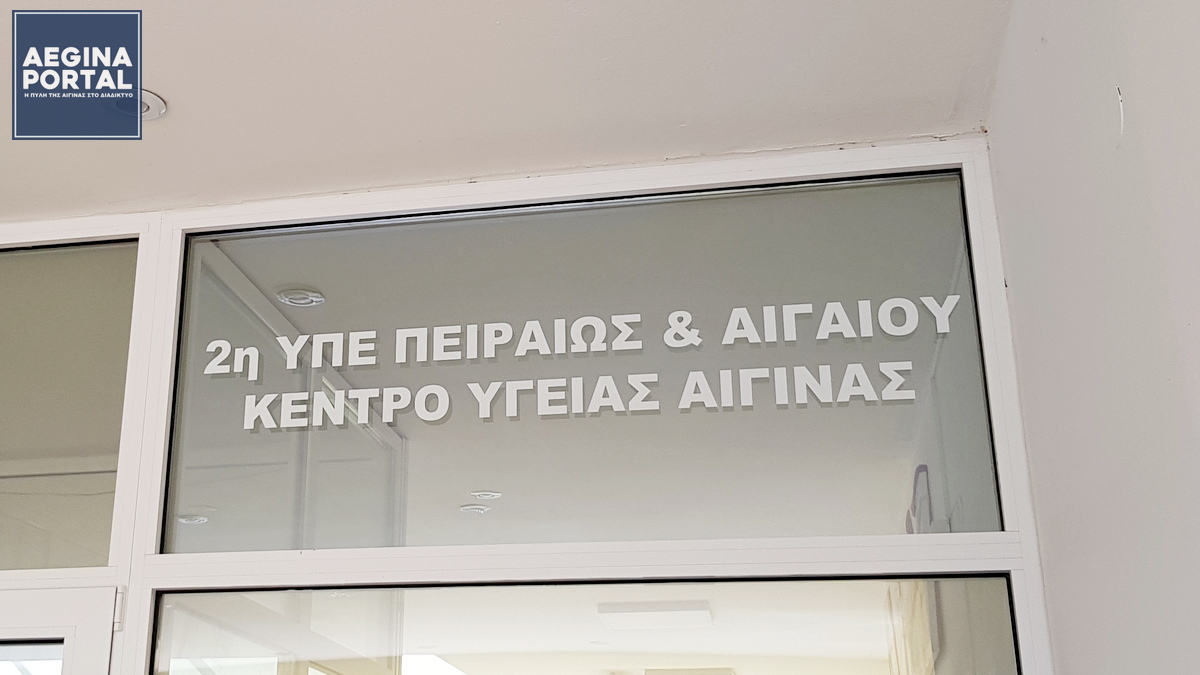 AEGINA
PORTAL
Η ΠΥΛΗ ΤΗΣ ΑΙΓΙΝΑΣ ΣΤΟ ΔΙΑΔΙΚΤΥΟ
2η ΥΠΕ ΠΕΙΡΑΙΩΣ & ΑΙΓΑΙΟΥ
ΚΕΝΤΡΟ ΥΓΕΙΑΣ ΑΙΓΙΝΑΣ